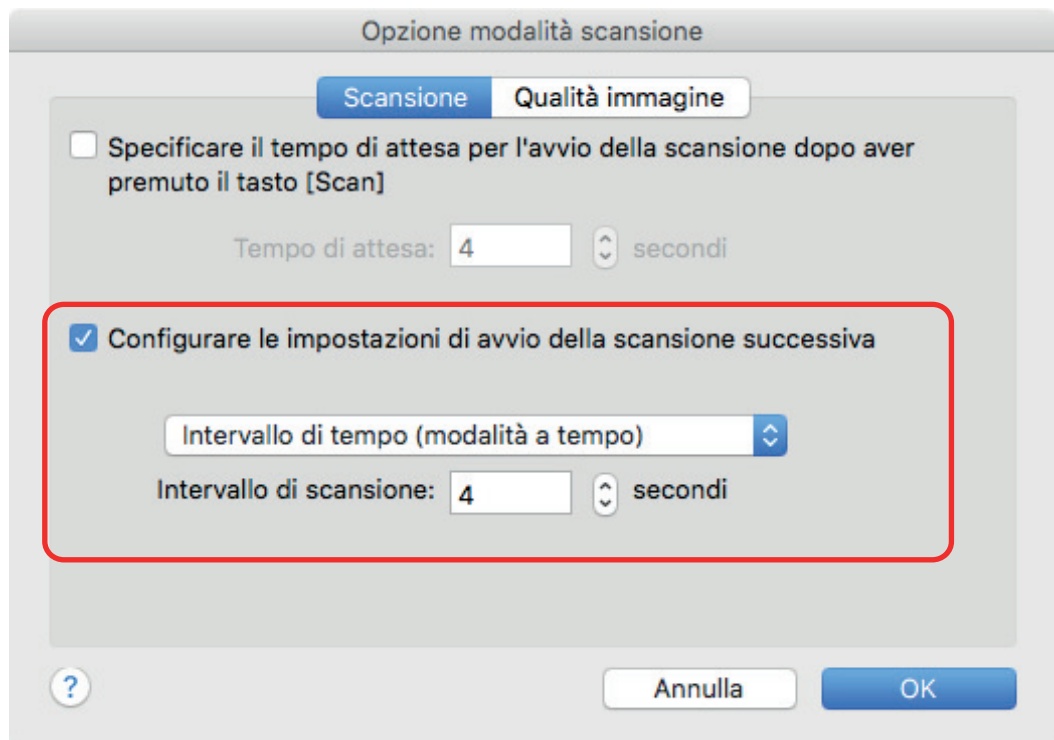 Opzione modalità scansione
Scansione
Qualità immagine
Specificare il tempo di attesa per l'avvio della scansione dopo aver
premuto il tasto [Scan]
Tempo di attesa: 4 secondi
Configurare le impostazioni di avvio della scansione successiva
Intervallo di tempo (modalità a tempo)
Intervallo di scansione: 4 secondi
?
Annulla
OK